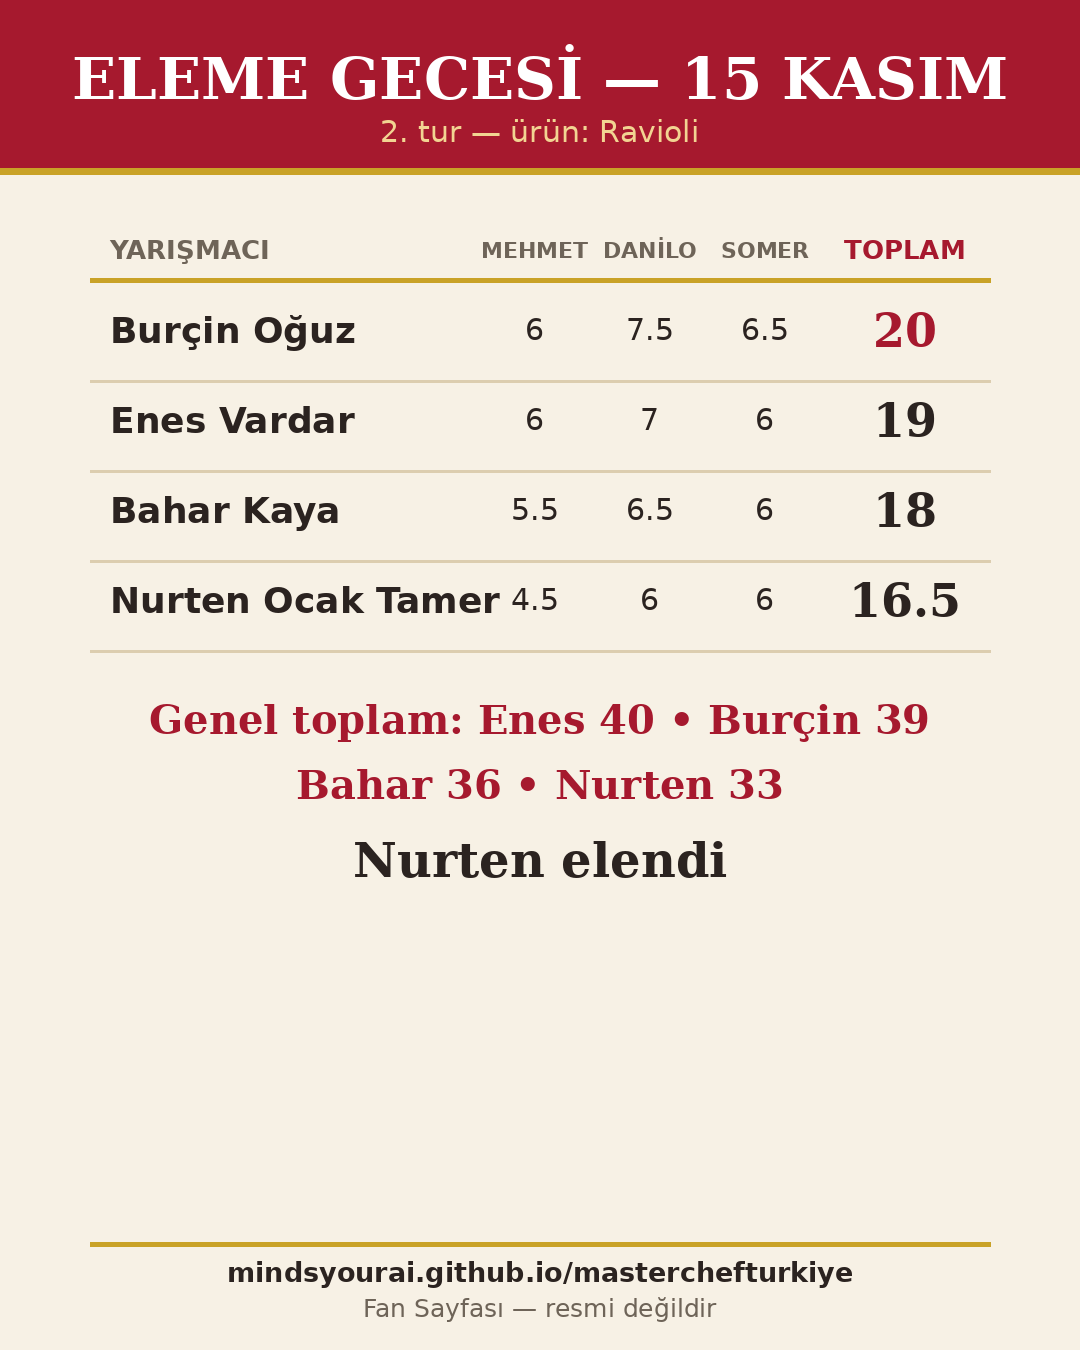 ELEME GECESİ — 15 KASIM
2. tur — ürün: Ravioli
YARIŞMACI MEHMET DANİLO SOMER TOPLAM
Burçin Oğuz 6 7.5 6.5 20
Enes Vardar 6 7 6 19
Bahar Kaya 5.5 6.5 6 18
Nurten Ocak Tamer 4.5 6 6 16.5
Genel toplam: Enes 40 • Burçin 39
Bahar 36 • Nurten 33
Nurten elendi
mindsyourai.github.io/masterchefturkiye
Fan Sayfası — resmi değildir